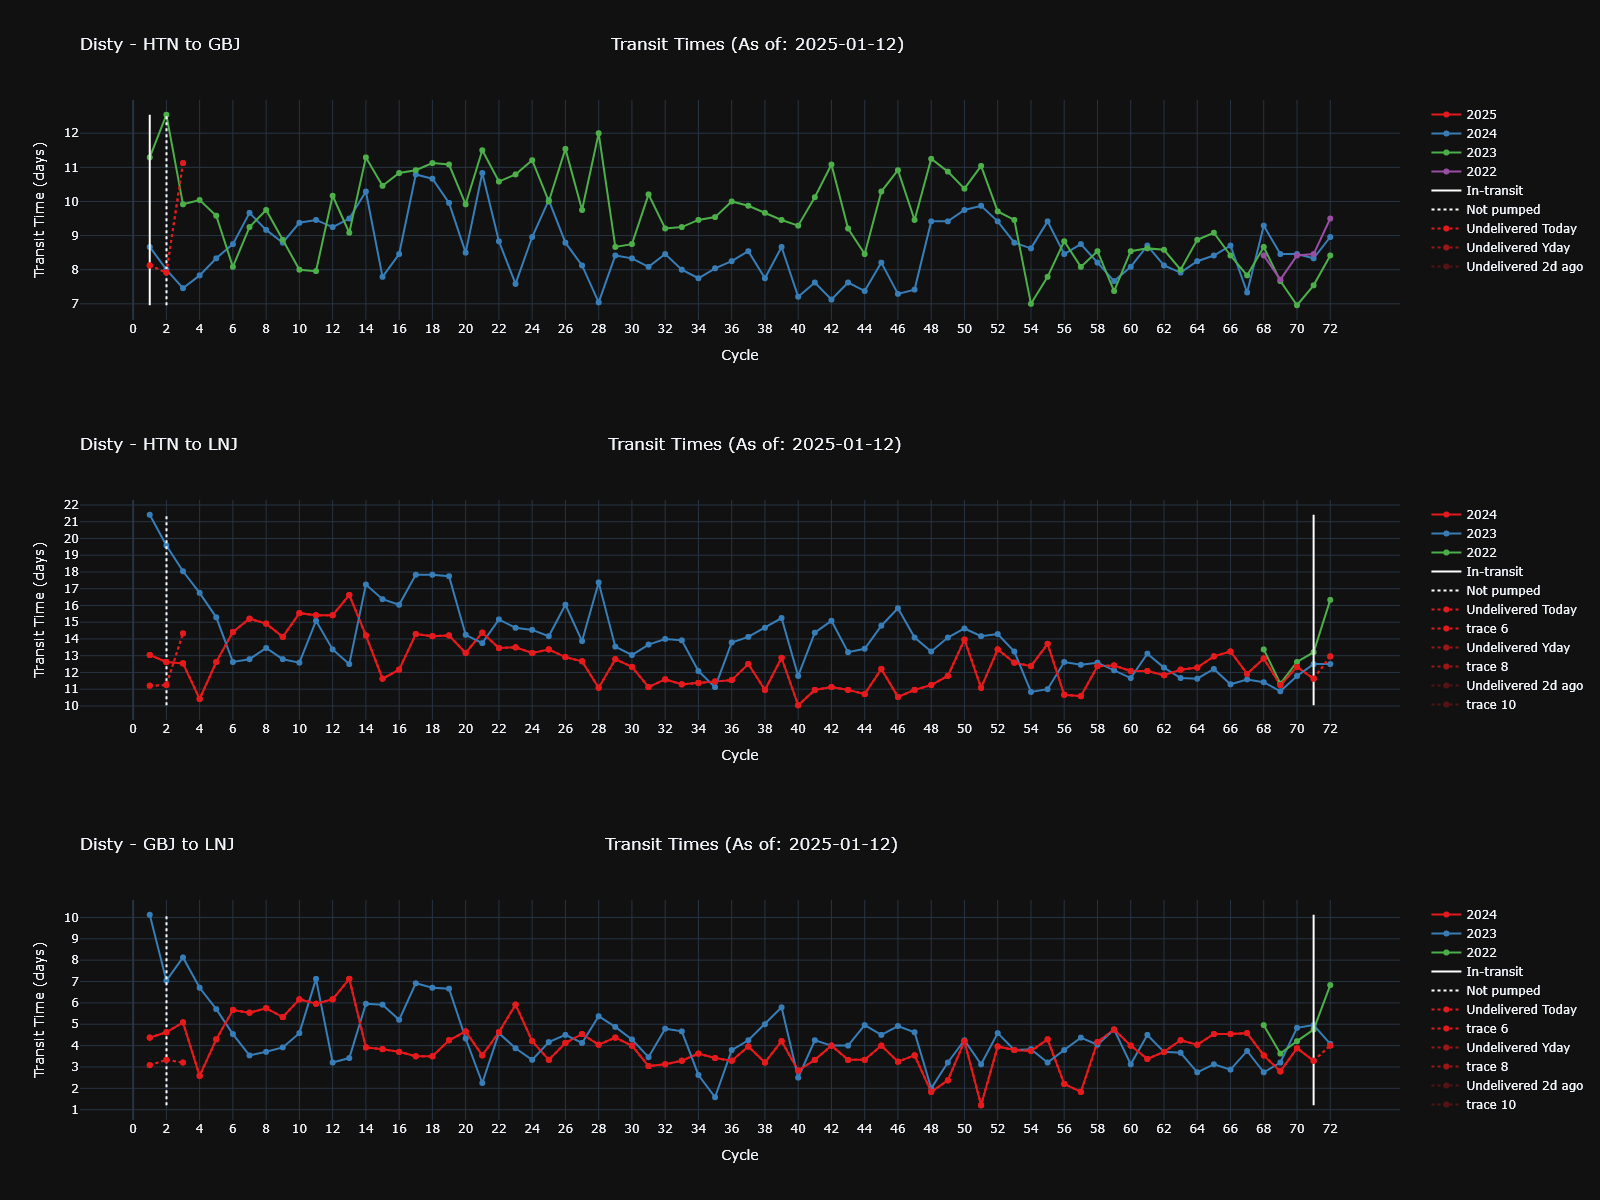 Disty - HTN to GBJ
Transit Times (As of: 2025-01-12)
Transit Time (days)
12
11
10
9
8
7
0 2 4 6 8 10 12 14 16 18 20 22 24 26 28 30 32 34 36 38 40 42 44 46 48 50 52 54 56 58 60 62 64 66 68 70 72
Cycle
2025
2024
2023
2022
In-transit
Not pumped
Undelivered Today
Undelivered Yday
Undelivered 2d ago
Disty - HTN to LNJ
Transit Times (As of: 2025-01-12)
Transit Time (days)
22
21
20
19
18
17
16
15
14
13
12
11
10
0 2 4 6 8 10 12 14 16 18 20 22 24 26 28 30 32 34 36 38 40 42 44 46 48 50 52 54 56 58 60 62 64 66 68 70 72
Cycle
2024
2023
2022
In-transit
Not pumped
Undelivered Today
trace 6
Undelivered Yday
trace 8
Undelivered 2d ago
trace 10
Disty - GBJ to LNJ
Transit Times (As of: 2025-01-12)
Transit Time (days)
10
9
8
7
6
5
4
3
2
1
0 2 4 6 8 10 12 14 16 18 20 22 24 26 28 30 32 34 36 38 40 42 44 46 48 50 52 54 56 58 60 62 64 66 68 70 72
Cycle
2024
2023
2022
In-transit
Not pumped
Undelivered Today
trace 6
Undelivered Yday
trace 8
Undelivered 2d ago
trace 10